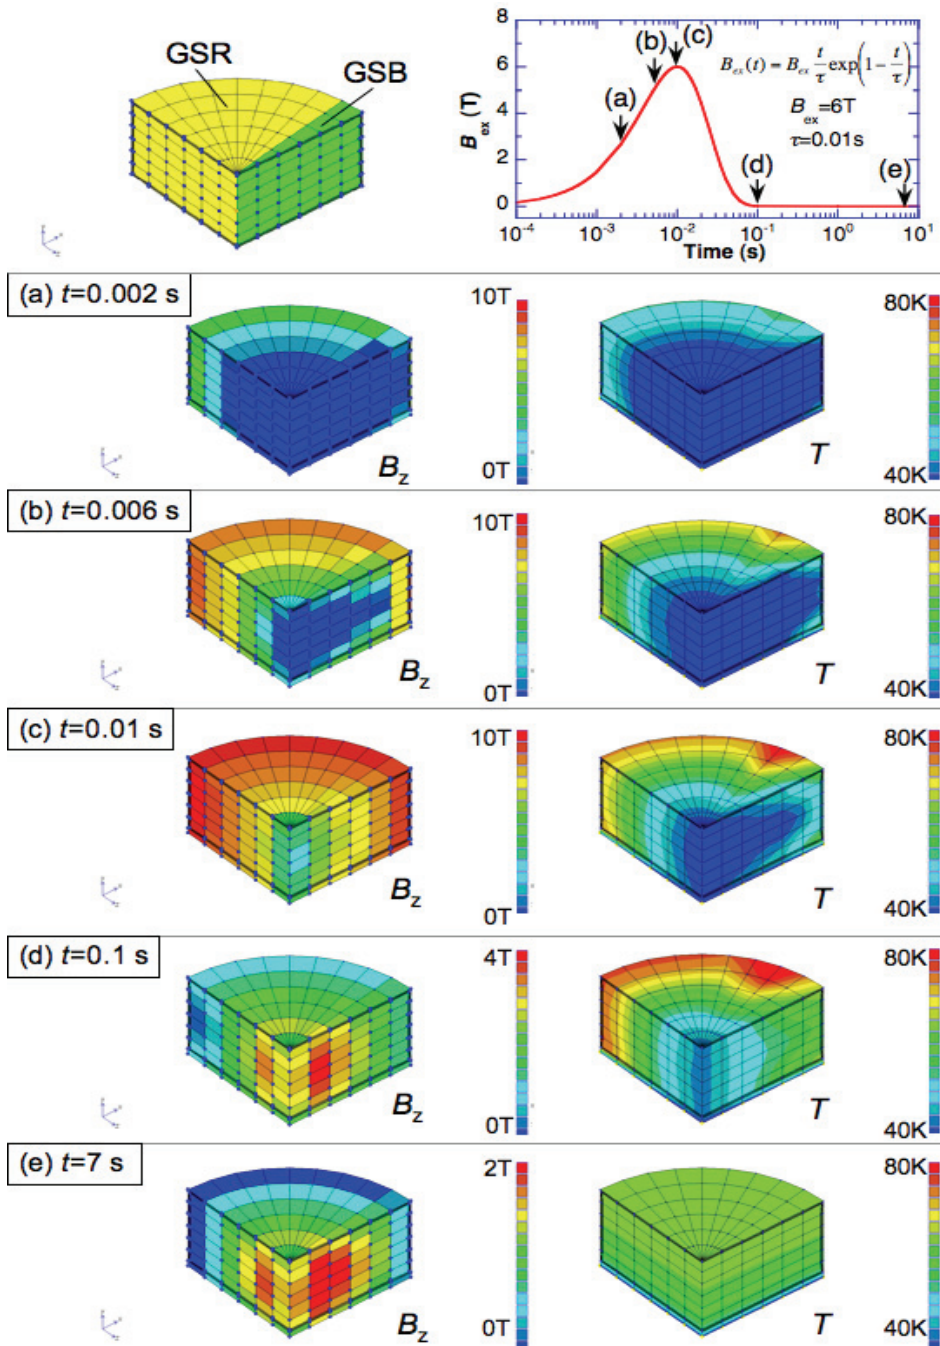 GSR
GSB
8
6
4
2
0
B_ex (T)
(a)
(b)
(c)
(d)
(e)
B_ex(t) = B_ex t/τ exp(1 − t/τ)
B_ex=6T
τ=0.01s
10^-4 10^-3 10^-2 10^-1 10^0 10^1
Time (s)
(a) t=0.002 s
10T
0T
B_z
80K
40K
T
(b) t=0.006 s
10T
0T
B_z
80K
40K
T
(c) t=0.01 s
10T
0T
B_z
80K
40K
T
(d) t=0.1 s
4T
0T
B_z
80K
40K
T
(e) t=7 s
2T
0T
B_z
80K
40K
T